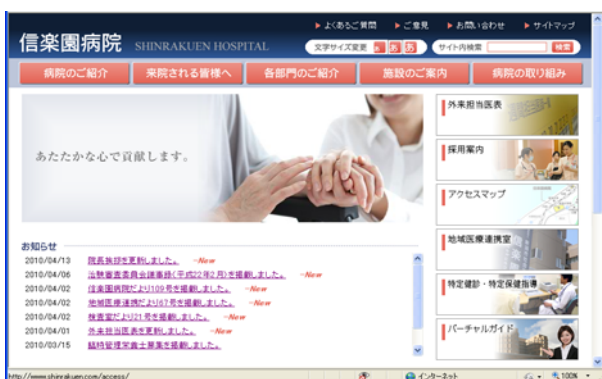 ▶よくあるご質問 ▶ご意見 ▶お問い合わせ ▶サイトマップ
信楽園病院 SHINRAKUEN HOSPITAL 文字サイズ変更 あ あ あ サイト内検索 検索
病院のご紹介 来院される皆様へ 各部門のご紹介 施設のご案内 病院の取り組み
あたたかな心で貢献します。
外来担当医表
採用案内
アクセスマップ
地域医療連携室
特定健診・特定保健指導
バーチャルガイド
お知らせ
2010/04/13 院長挨拶を更新しました。 -New
2010/04/06 治験審査委員会議事録(平成22年2月)を掲載しました。 -New
2010/04/02 信楽園病院だより109号を掲載しました。 -New
2010/04/02 地域医療連携だより67号を掲載しました。 -New
2010/04/02 検査室だより21号を掲載しました。 -New
2010/04/01 外来担当医表を更新しました。 -New
2010/03/15 臨時管理栄養士募集を掲載しました。
http://www.shinrakuen.com/access/ インターネット 100%